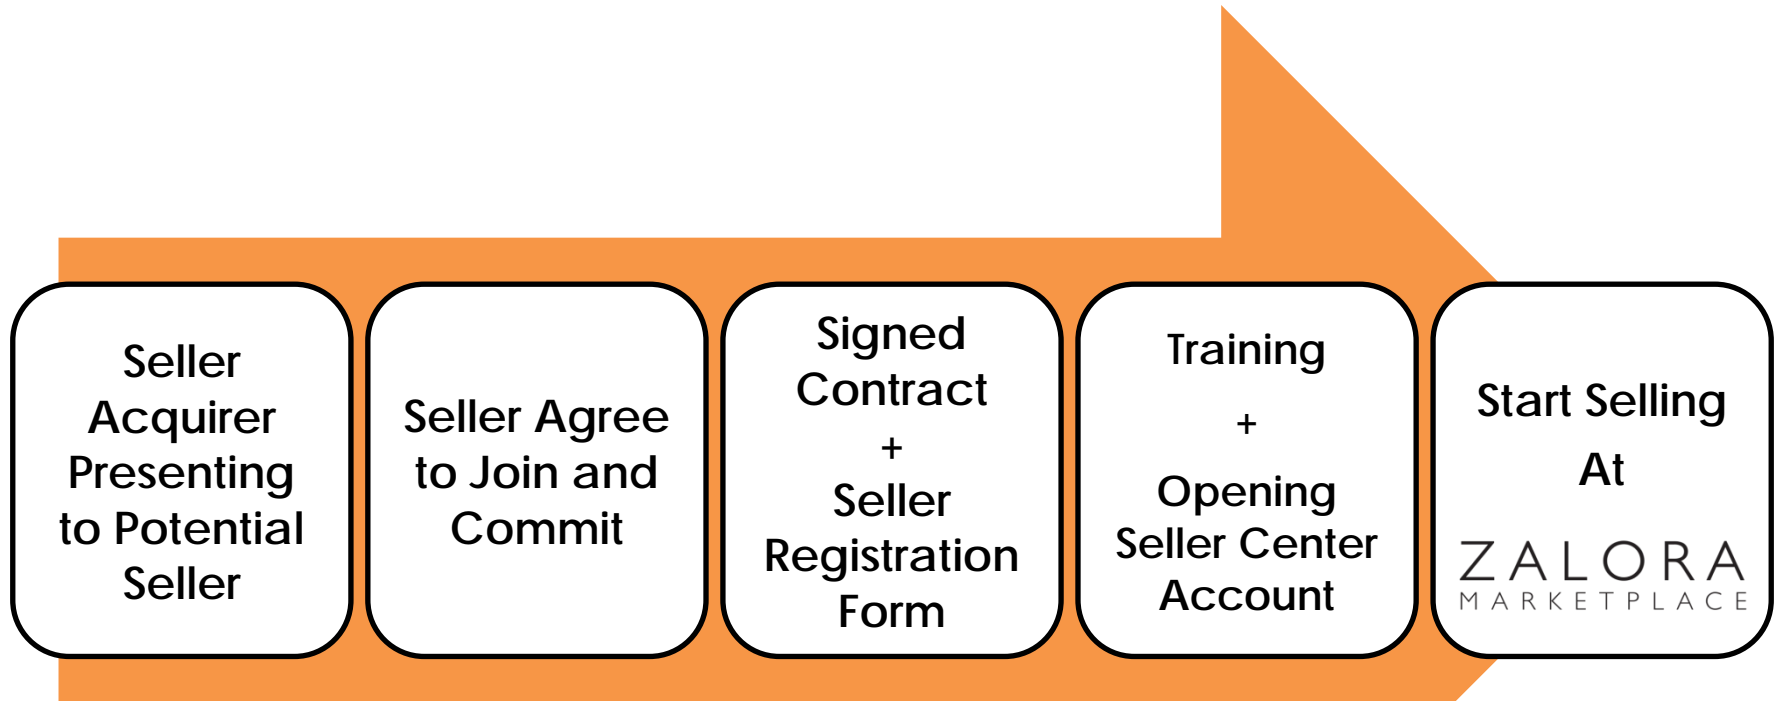 Seller
Acquirer
Presenting
to Potential
Seller
Seller Agree
to Join and
Commit
Signed
Contract
+
Seller
Registration
Form
Training
+
Opening
Seller Center
Account
Start Selling
At
ZALORA
MARKETPLACE